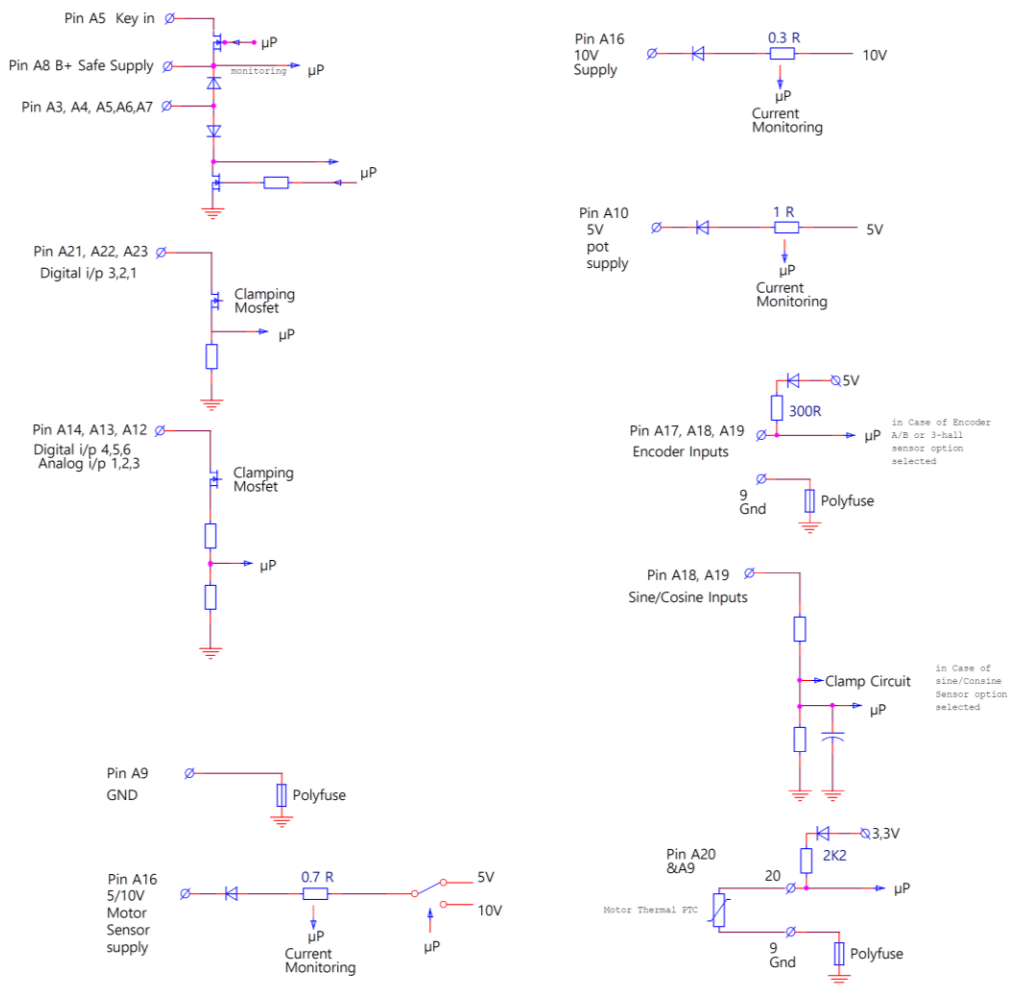 Pin A5  Key in
µP
Pin A8 B+ Safe Supply
monitoring
µP
Pin A3, A4, A5,A6,A7
µP
Pin A21, A22, A23
Digital i/p 3,2,1
Clamping
Mosfet
µP
Pin A14, A13, A12
Digital i/p 4,5,6
Analog i/p 1,2,3
Clamping
Mosfet
µP
Pin A9
GND
Polyfuse
Pin A16
5/10V
Motor
Sensor
supply
0.7 R
µP
Current
Monitoring
5V
10V
µP
Pin A16
10V
Supply
0.3 R
10V
µP
Current
Monitoring
Pin A10
5V
pot
supply
1 R
5V
µP
Current
Monitoring
5V
300R
Pin A17, A18, A19
Encoder Inputs
µP
in Case of Encoder
A/B or 3-hall
sensor option
selected
9
Gnd
Polyfuse
Pin A18, A19
Sine/Cosine Inputs
Clamp Circuit
µP
in Case of
sine/Consine
Sensor option
selected
3,3V
2K2
Pin A20
&A9
20
µP
Motor Thermal PTC
9
Gnd
Polyfuse